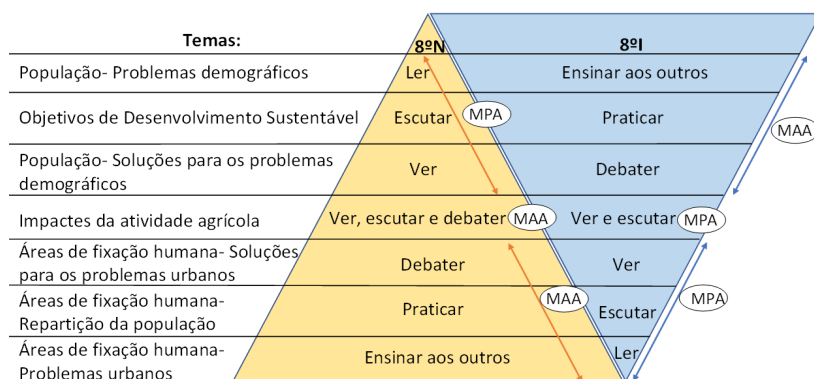 Temas: 8ºN 8ºI
População- Problemas demográficos Ler Ensinar aos outros
Objetivos de Desenvolvimento Sustentável Escutar MPA Praticar MAA
População- Soluções para os problemas
demográficos Ver Debater
Impactes da atividade agrícola Ver, escutar e debater MAA Ver e escutar MPA
Áreas de fixação humana- Soluções
para os problemas urbanos Debater Ver
Áreas de fixação humana-
Repartição da população Praticar MAA Escutar MPA
Áreas de fixação humana-
Problemas urbanos Ensinar aos outros Ler